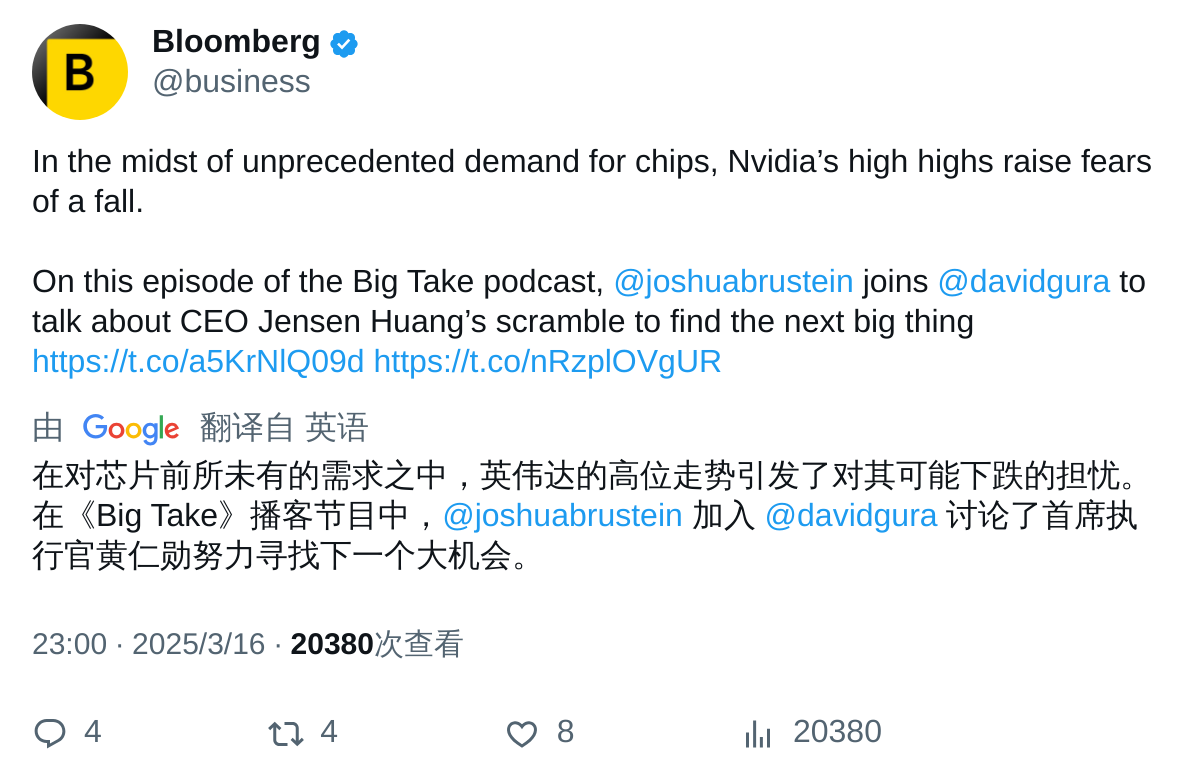 B
Bloomberg
@business
In the midst of unprecedented demand for chips, Nvidia’s high highs raise fears
of a fall.
On this episode of the Big Take podcast, @joshuabrustein joins @davidgura to
talk about CEO Jensen Huang’s scramble to find the next big thing
https://t.co/a5KrNlQ09d https://t.co/nRzplOVgUR
由 Google 翻译自 英语
在对芯片前所未有的需求之中，英伟达的高位走势引发了对其可能下跌的担忧。
在《Big Take》播客节目中，@joshuabrustein 加入 @davidgura 讨论了首席执
行官黄仁勋努力寻找下一个大机会。
23:00 · 2025/3/16 · 20380次查看
4 4 8 20380